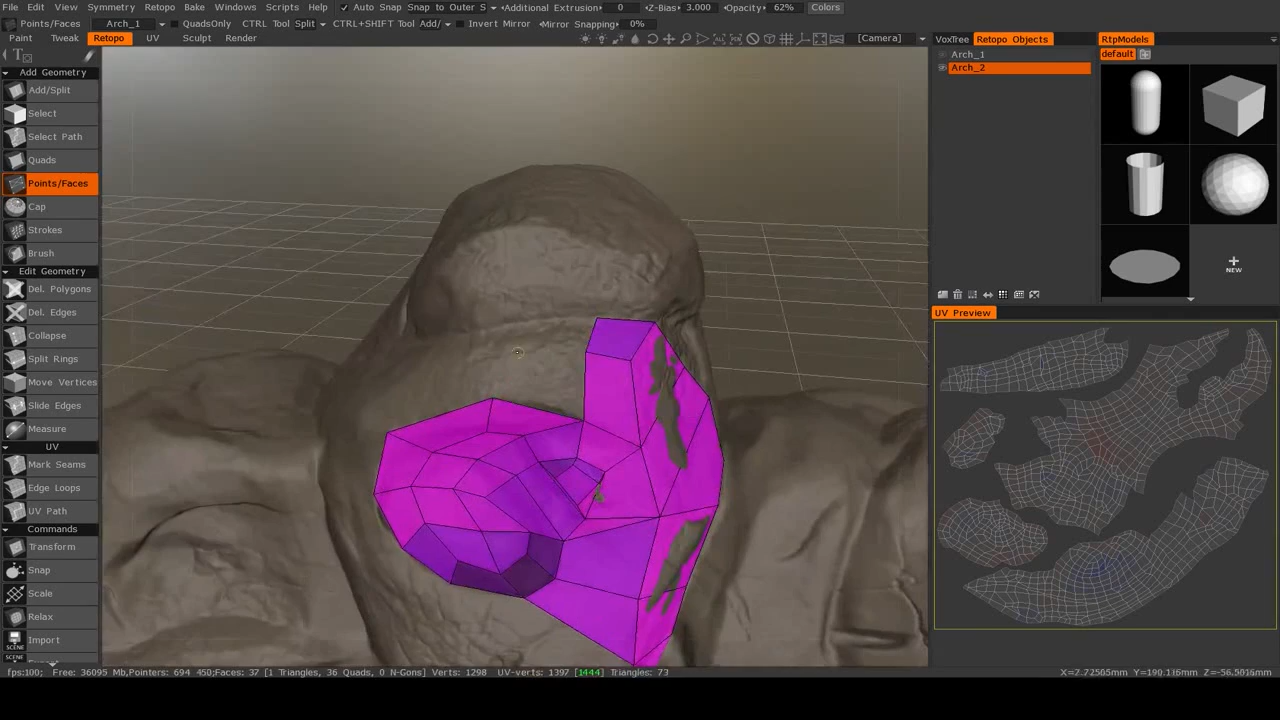 File Edit View Symmetry Retopo Bake Windows Scripts Help Auto Snap Snap to Outer S Additional Extrusion 0 Z-Bias 3.000 Opacity 62% Colors
Points/Faces Arch_1 QuadsOnly CTRL Tool Split CTRL+SHIFT Tool Add/ Invert Mirror Mirror Snapping 0%
Paint Tweak Retopo UV Sculpt Render [Camera] VoxTree Retopo Objects RtpModels
Arch_1
Arch_2
default
NEW
UV Preview
Add Geometry
Add/Split
Select
Select Path
Quads
Points/Faces
Cap
Strokes
Brush
Edit Geometry
Del. Polygons
Del. Edges
Collapse
Split Rings
Move Vertices
Slide Edges
Measure
UV
Mark Seams
Edge Loops
UV Path
Commands
Transform
Snap
Scale
Relax
SCENE Import
SCENE
fps:100; Free: 36095 Mb,Pointers: 694 450;Faces: 37 [1 Triangles, 36 Quads, 0 N-Gons] Verts: 1298 UV-verts: 1397 [1444] Triangles: 73